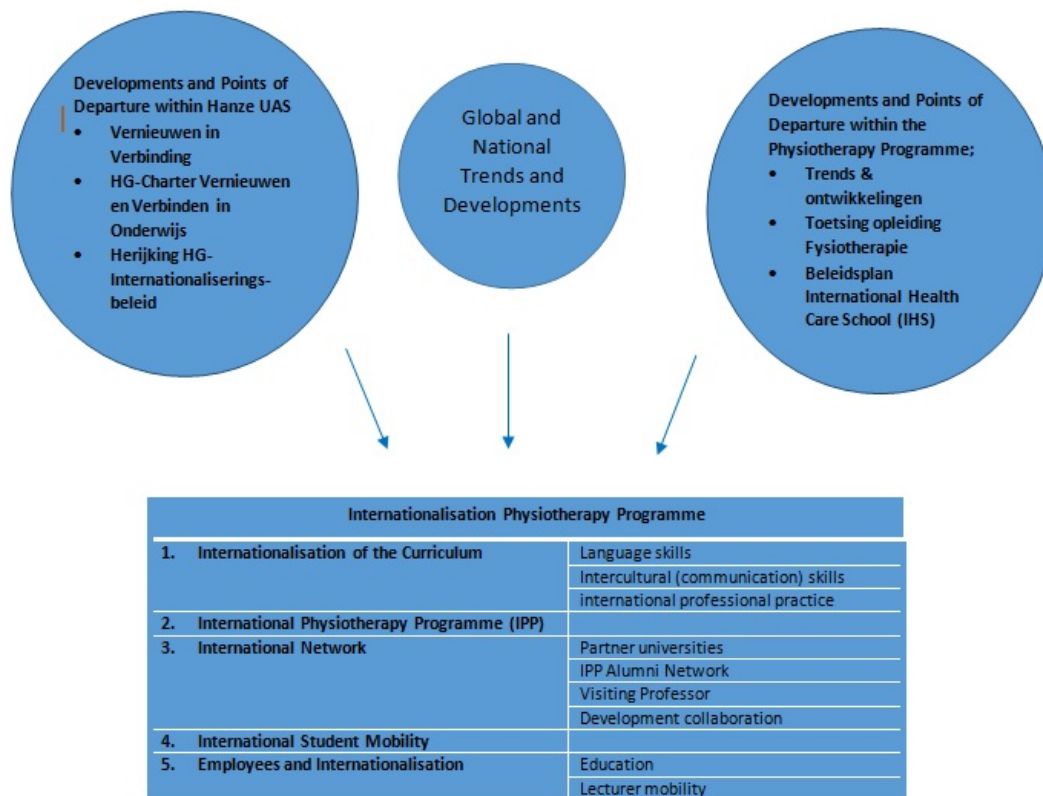 Developments and Points of
Departure within Hanze UAS
• Vernieuwen in
Verbinding
• HG-Charter Vernieuwen
en Verbinden in
Onderwijs
• Herijking HG-
Internationaliserings-
beleid
Global and
National
Trends and
Developments
Developments and Points of
Departure within the
Physiotherapy Programme;
• Trends &
ontwikkelingen
• Toetsing opleiding
Fysiotherapie
• Beleidsplan
International Health
Care School (IHS)
Internationalisation Physiotherapy Programme
1. Internationalisation of the Curriculum
Language skills
Intercultural (communication) skills
international professional practice
2. International Physiotherapy Programme (IPP)
3. International Network
Partner universities
IPP Alumni Network
Visiting Professor
Development collaboration
4. International Student Mobility
5. Employees and Internationalisation
Education
Lecturer mobility